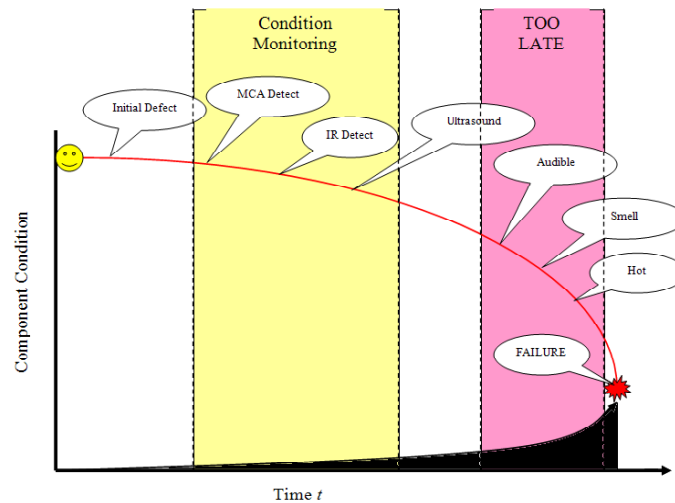 Condition
Monitoring
TOO
LATE
Initial Defect
MCA Detect
IR Detect
Ultrasound
Audible
Smell
Hot
FAILURE
Component Condition
Time t